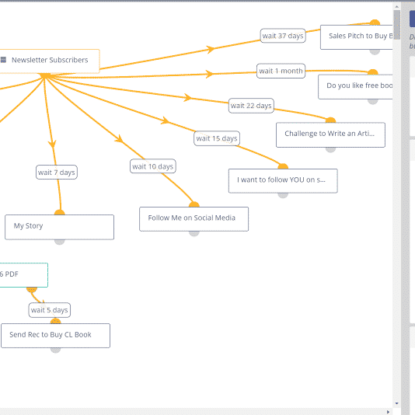 wait 37 days
Sales Pitch to Buy
Newsletter Subscribers
wait 1 month
Do you like free boo
wait 22 days
Challenge to Write an Arti...
wait 15 days
wait 10 days
wait 7 days
I want to follow YOU on s...
Follow Me on Social Media
My Story
6 PDF
wait 5 days
Send Rec to Buy CL Book